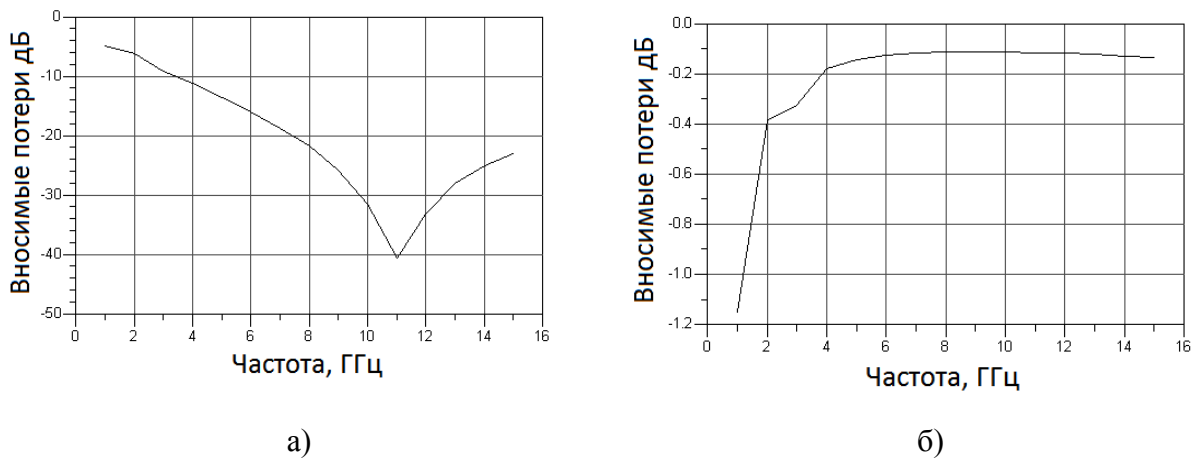 Вносимые потери дБ
0
-10
-20
-30
-40
-50
0 2 4 6 8 10 12 14 16
Частота, ГГц
а)
Вносимые потери дБ
0.0
-0.2
-0.4
-0.6
-0.8
-1.0
-1.2
0 2 4 6 8 10 12 14 16
Частота, ГГц
б)